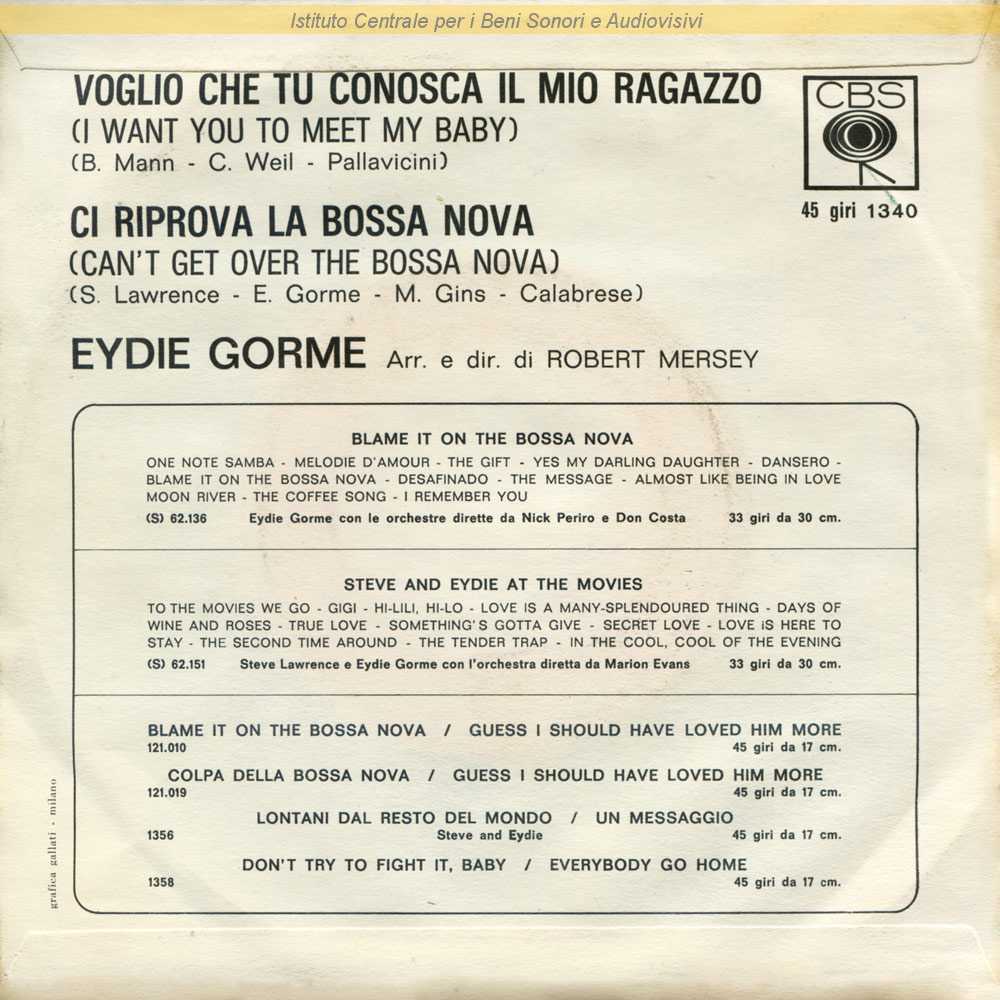 Istituto Centrale per i Beni Sonori e Audiovisivi
VOGLIO CHE TU CONOSCA IL MIO RAGAZZO
(I WANT YOU TO MEET MY BABY)
(B. Mann - C. Weil - Pallavicini)
CBS
45 giri 1340
CI RIPROVA LA BOSSA NOVA
(CAN'T GET OVER THE BOSSA NOVA)
(S. Lawrence - E. Gorme - M. Gins - Calabrese)
EYDIE GORME Arr. e dir. di ROBERT MERSEY
BLAME IT ON THE BOSSA NOVA
ONE NOTE SAMBA - MELODIE D'AMOUR - THE GIFT - YES MY DARLING DAUGHTER - DANSERO -
BLAME IT ON THE BOSSA NOVA - DESAFINADO - THE MESSAGE - ALMOST LIKE BEING IN LOVE
MOON RIVER - THE COFFEE SONG - I REMEMBER YOU
(S) 62.136 Eydie Gorme con le orchestre dirette da Nick Periro e Don Costa 33 giri da 30 cm.
STEVE AND EYDIE AT THE MOVIES
TO THE MOVIES WE GO - GIGI - HI-LILI, HI-LO - LOVE IS A MANY-SPLENDOURED THING - DAYS OF
WINE AND ROSES - TRUE LOVE - SOMETHING'S GOTTA GIVE - SECRET LOVE - LOVE iS HERE TO
STAY - THE SECOND TIME AROUND - THE TENDER TRAP - IN THE COOL, COOL OF THE EVENING
(S) 62.151 Steve Lawrence e Eydie Gorme con l'orchestra diretta da Marion Evans 33 giri da 30 cm.
BLAME IT ON THE BOSSA NOVA / GUESS I SHOULD HAVE LOVED HIM MORE
121.010 45 giri da 17 cm.
COLPA DELLA BOSSA NOVA / GUESS I SHOULD HAVE LOVED HIM MORE
121.019 45 giri da 17 cm.
LONTANI DAL RESTO DEL MONDO / UN MESSAGGIO
1356 Steve and Eydie 45 giri da 17 cm.
DON'T TRY TO FIGHT IT, BABY / EVERYBODY GO HOME
1358 45 giri da 17 cm.
grafica gallati - milano